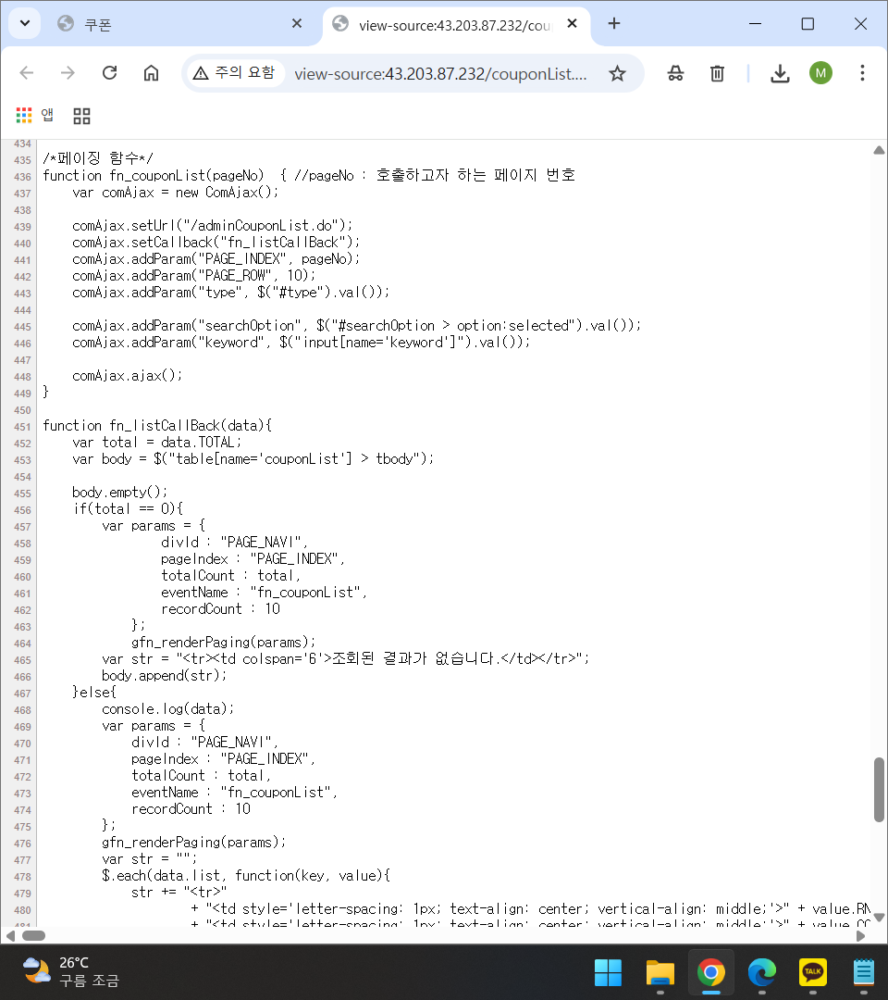 쿠폰
view-source:43.203.87.232/cou
주의 요함
view-source:43.203.87.232/couponList....
M
앱
434
435 /*페이징 함수*/
436 function fn_couponList(pageNo)  { //pageNo : 호출하고자 하는 페이지 번호
437     var comAjax = new ComAjax();
438
439     comAjax.setUrl("/adminCouponList.do");
440     comAjax.setCallback("fn_listCallBack");
441     comAjax.addParam("PAGE_INDEX", pageNo);
442     comAjax.addParam("PAGE_ROW", 10);
443     comAjax.addParam("type", $("#type").val());
444
445     comAjax.addParam("searchOption", $("#searchOption > option:selected").val());
446     comAjax.addParam("keyword", $("input[name='keyword']").val());
447
448     comAjax.ajax();
449 }
450
451 function fn_listCallBack(data){
452     var total = data.TOTAL;
453     var body = $("table[name='couponList'] > tbody");
454
455     body.empty();
456     if(total == 0){
457         var params = {
458                 divId : "PAGE_NAVI",
459                 pageIndex : "PAGE_INDEX",
460                 totalCount : total,
461                 eventName : "fn_couponList",
462                 recordCount : 10
463             };
464             gfn_renderPaging(params);
465         var str = "<tr><td colspan='6'>조회된 결과가 없습니다.</td></tr>";
466         body.append(str);
467     }else{
468         console.log(data);
469         var params = {
470             divId : "PAGE_NAVI",
471             pageIndex : "PAGE_INDEX",
472             totalCount : total,
473             eventName : "fn_couponList",
474             recordCount : 10
475         };
476         gfn_renderPaging(params);
477         var str = "";
478         $.each(data.list, function(key, value){
479             str += "<tr>"
480                     + "<td style='letter-spacing: 1px; text-align: center; vertical-align: middle;'>" + value.RN
481                     + "<td style='letter-spacing: 1px; text-align: center; vertical-align: middle;'>" + value.CO
26°C
구름 조금
TALK